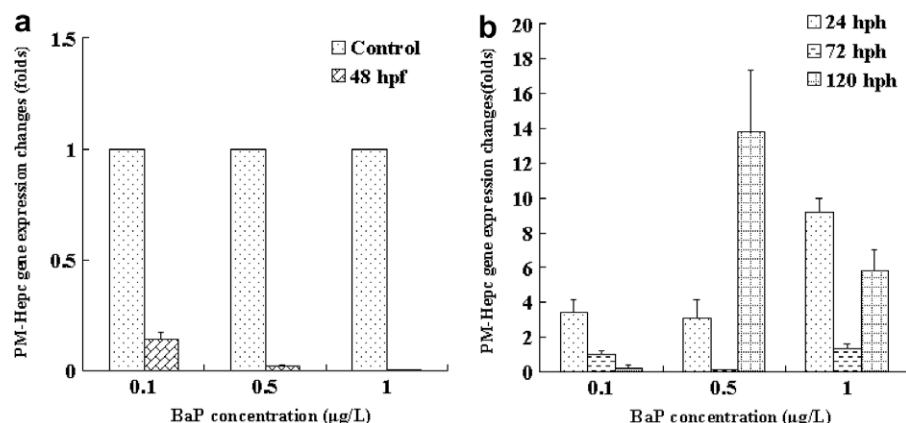 a
PM-Hepc gene expression changes (folds)
1.5
1
0.5
0
Control
48 hpf
0.1
0.5
1
BaP concentration (µg/L)
b
PM-Hepc gene expression changes(folds)
20
18
16
14
12
10
8
6
4
2
0
24 hph
72 hph
120 hph
0.1
0.5
1
BaP concentration (µg/L)